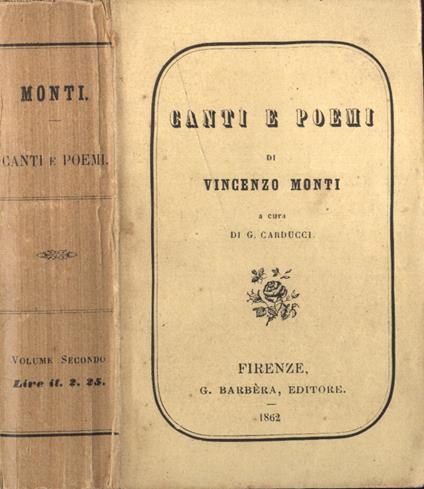 MONTI.
CANTI E POEMI.
VOLUME SECONDO
Lire it. 2. 25.
CANTI E POEMI
DI
VINCENZO MONTI
a cura
DI G. CARDUCCI.
FIRENZE,
G. BARBÈRA, EDITORE.
1862